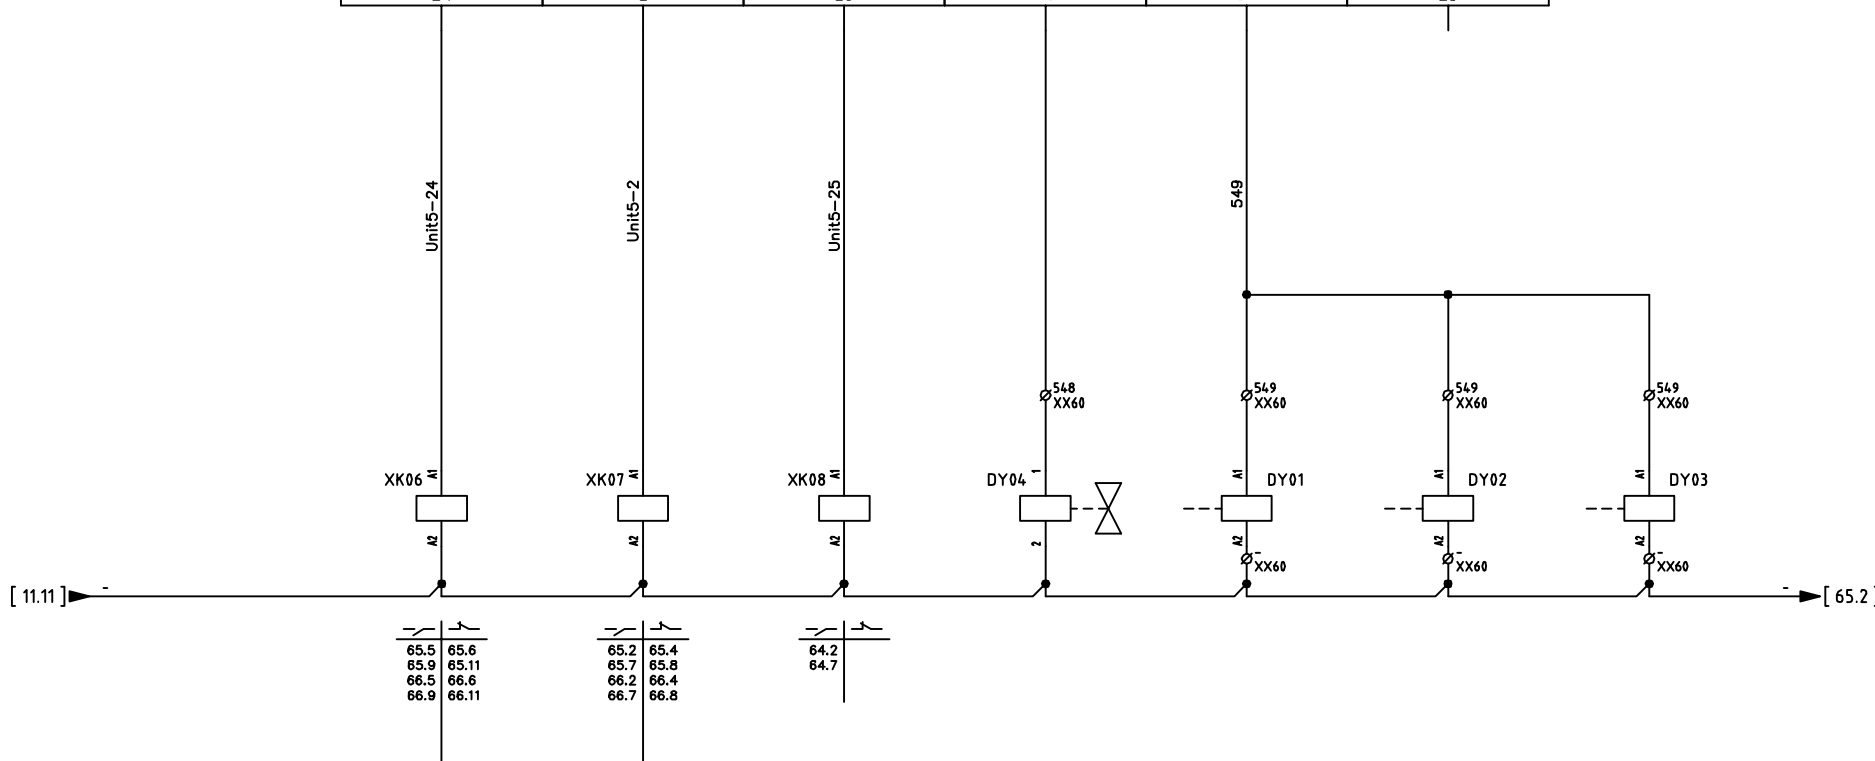 Unit5-24
Unit5-2
Unit5-25
549
548
XX60
549
XX60
549
XX60
549
XX60
XK06
A1
XK07
A1
XK08
A1
DY04
1
A1
DY01
A1
DY02
A1
DY03
A2
A2
A2
2
A2
A2
A2
-
XX60
-
XX60
-
XX60
[ 11.11 ]
-
-
[ 65.2 ]
65.5 65.6
65.9 65.11
66.5 66.6
66.9 66.11
65.2 65.4
65.7 65.8
66.2 66.4
66.7 66.8
64.2
64.7